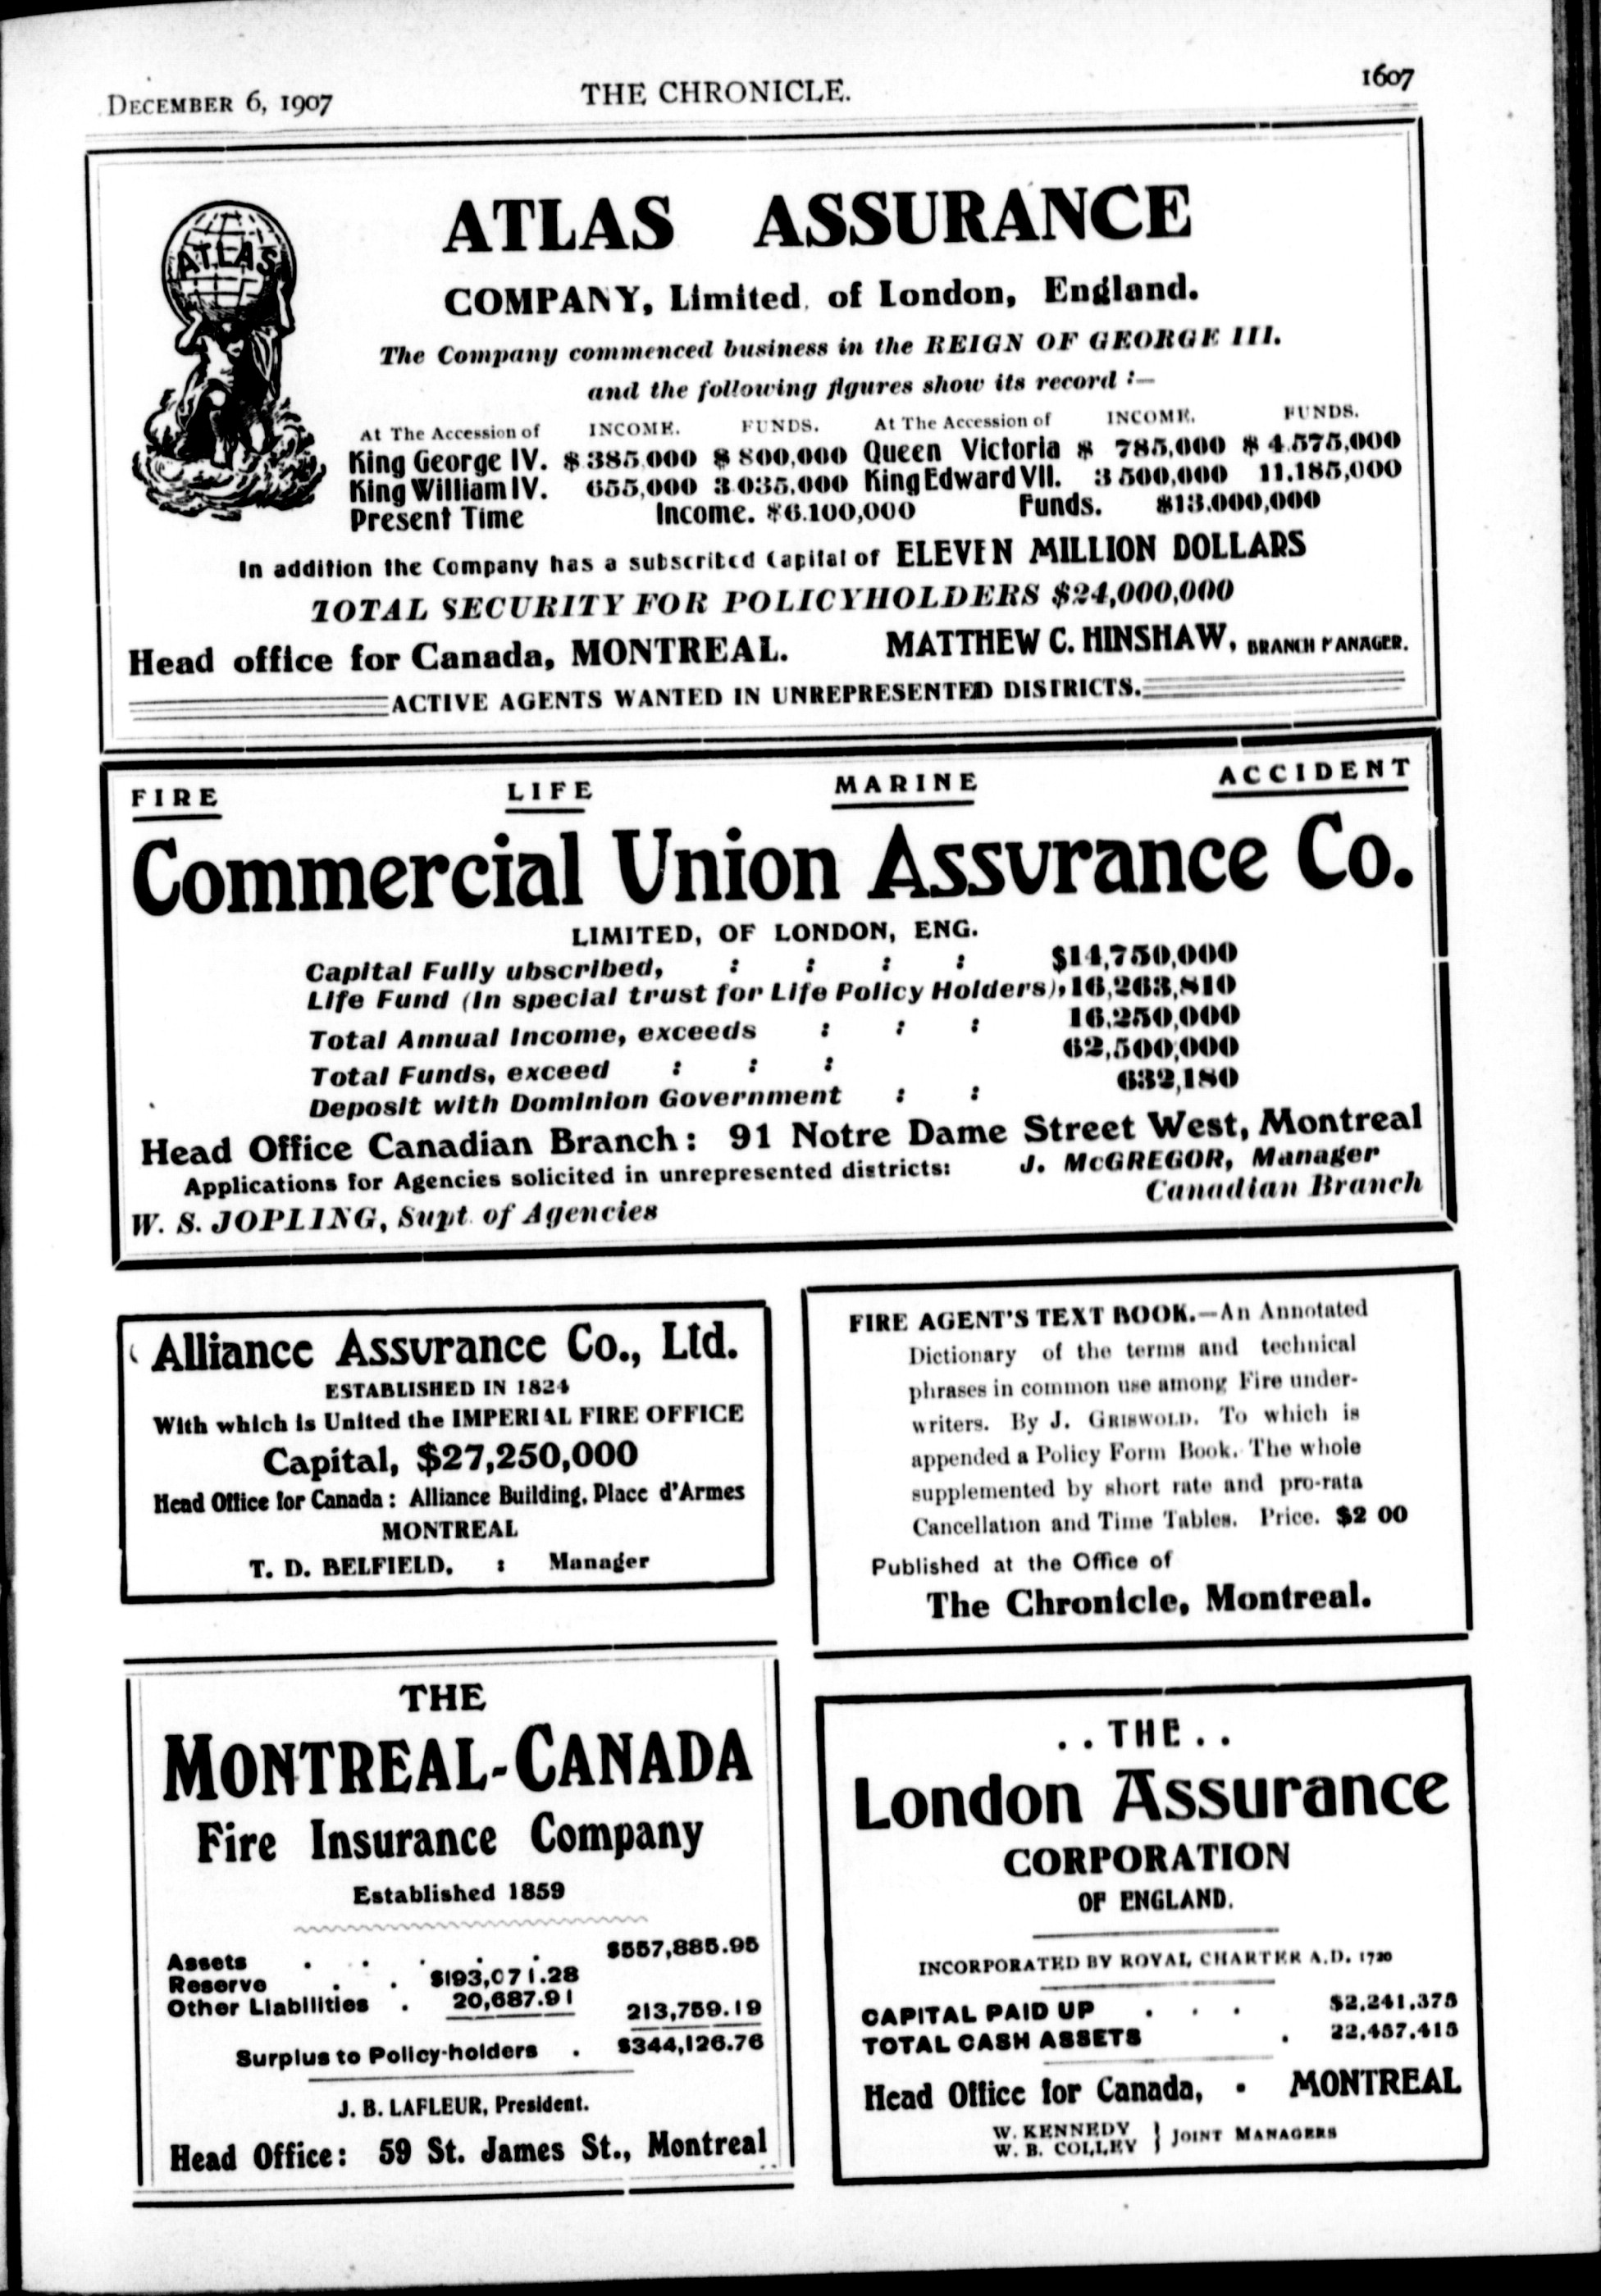 DECEMBER 6, 1907 THE CHRONICLE. 1607
ATLAS
ATLAS ASSURANCE
COMPANY, Limited, of London, England.
The Company commenced business in the REIGN OF GEORGE III.
and the following figures show its record :—
At The Accession of INCOME. FUNDS. At The Accession of INCOME. FUNDS.
King George IV. $ 385,000 $ 800,000 Queen Victoria $ 785,000 $ 4,575,000
King William IV. 655,000 3,035,000 King Edward VII. 3,500,000 11,185,000
Present Time Income. $6,100,000 Funds. $13,000,000
In addition the Company has a subscribed Capital of ELEVEN MILLION DOLLARS
TOTAL SECURITY FOR POLICYHOLDERS $24,000,000
Head office for Canada, MONTREAL. MATTHEW C. HINSHAW, BRANCH MANAGER.
ACTIVE AGENTS WANTED IN UNREPRESENTED DISTRICTS.
FIRE LIFE MARINE ACCIDENT
Commercial Union Assurance Co.
LIMITED, OF LONDON, ENG.
Capital Fully ubscribed, : : : : $14,750,000
Life Fund (In special trust for Life Policy Holders), 16,263,810
Total Annual Income, exceeds : : : 16,250,000
Total Funds, exceed : : : 62,500,000
Deposit with Dominion Government : : 632,180
Head Office Canadian Branch: 91 Notre Dame Street West, Montreal
Applications for Agencies solicited in unrepresented districts: J. McGREGOR, Manager
Canadian Branch
W. S. JOPLING, Supt. of Agencies
Alliance Assurance Co., Ltd.
ESTABLISHED IN 1824
With which is United the IMPERIAL FIRE OFFICE
Capital, $27,250,000
Head Office for Canada : Alliance Building, Place d'Armes
MONTREAL
T. D. BELFIELD, : Manager
FIRE AGENT'S TEXT BOOK.—An Annotated
Dictionary of the terms and technical
phrases in common use among Fire under-
writers. By J. GRISWOLD. To which is
appended a Policy Form Book. The whole
supplemented by short rate and pro-rata
Cancellation and Time Tables. Price. $2 00
Published at the Office of
The Chronicle, Montreal.
THE
MONTREAL-CANADA
Fire Insurance Company
Established 1859
Assets . . . . . $557,885.95
Reserve . . $193,071.28
Other Liabilities . 20,687.91 213,759.19
Surplus to Policy-holders . $344,126.76
J. B. LAFLEUR, President.
Head Office: 59 St. James St., Montreal
. . THE . .
London Assurance
CORPORATION
OF ENGLAND.
INCORPORATED BY ROYAL CHARTER A.D. 1720
CAPITAL PAID UP . . . $2,241,375
TOTAL CASH ASSETS . 22,457,415
Head Office for Canada, • MONTREAL
W. KENNEDY
W. B. COLLEY } JOINT MANAGERS